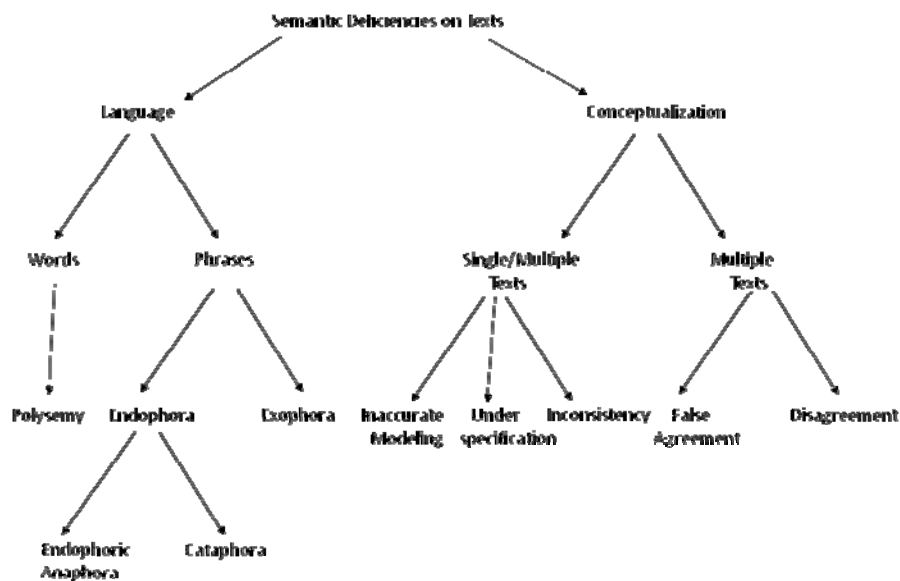 Semantic Deficiencies on Texts
Language
Conceptualization
Words
Phrases
Single/Multiple
Texts
Multiple
Texts
Polysemy
Endophora
Exophora
Inaccurate
Modeling
Under
specification
Inconsistency
False
Agreement
Disagreement
Endophoric
Anaphora
Cataphora